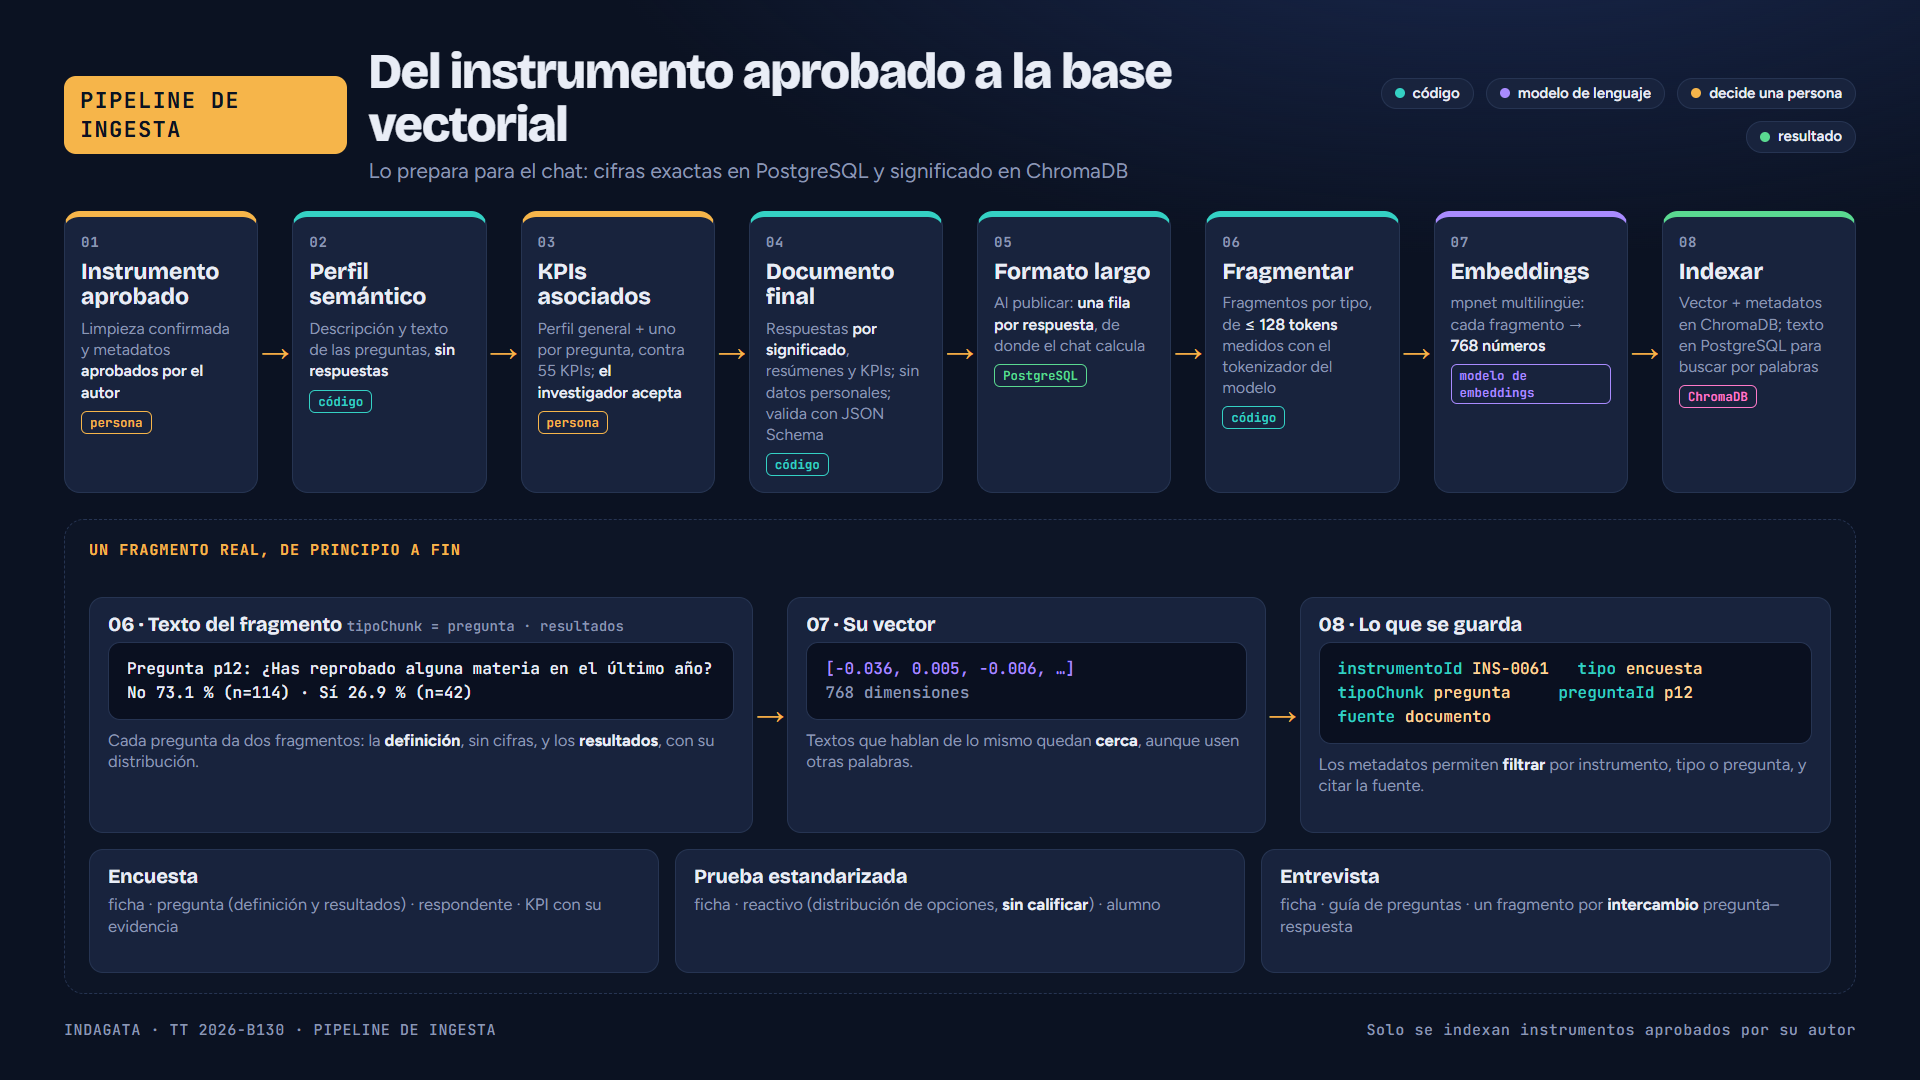 PIPELINE DE
INGESTA
Del instrumento aprobado a la base
vectorial
Lo prepara para el chat: cifras exactas en PostgreSQL y significado en ChromaDB
código
modelo de lenguaje
decide una persona
resultado
01
Instrumento
aprobado
Limpieza confirmada
y metadatos
aprobados por el
autor
persona
→
02
Perfil
semántico
Descripción y texto
de las preguntas, sin
respuestas
código
→
03
KPIs
asociados
Perfil general + uno
por pregunta, contra
55 KPIs; el
investigador acepta
persona
→
04
Documento
final
Respuestas por
significado,
resúmenes y KPIs; sin
datos personales;
valida con JSON
Schema
código
→
05
Formato largo
Al publicar: una fila
por respuesta, de
donde el chat calcula
PostgreSQL
→
06
Fragmentar
Fragmentos por tipo,
de ≤ 128 tokens
medidos con el
tokenizador del
modelo
código
→
07
Embeddings
mpnet multilingüe:
cada fragmento →
768 números
modelo de
embeddings
→
08
Indexar
Vector + metadatos
en ChromaDB; texto
en PostgreSQL para
buscar por palabras
ChromaDB
UN FRAGMENTO REAL, DE PRINCIPIO A FIN
06 · Texto del fragmento tipoChunk = pregunta · resultados
Pregunta p12: ¿Has reprobado alguna materia en el último año?
No 73.1 % (n=114) · Sí 26.9 % (n=42)
Cada pregunta da dos fragmentos: la definición, sin cifras, y los resultados, con su
distribución.
→
07 · Su vector
[-0.036, 0.005, -0.006, …]
768 dimensiones
Textos que hablan de lo mismo quedan cerca, aunque usen
otras palabras.
→
08 · Lo que se guarda
instrumentoId INS-0061 tipo encuesta
tipoChunk pregunta preguntaId p12
fuente documento
Los metadatos permiten filtrar por instrumento, tipo o pregunta, y
citar la fuente.
Encuesta
ficha · pregunta (definición y resultados) · respondente · KPI con su
evidencia
Prueba estandarizada
ficha · reactivo (distribución de opciones, sin calificar) · alumno
Entrevista
ficha · guía de preguntas · un fragmento por intercambio pregunta–
respuesta
INDAGATA · TT 2026-B130 · PIPELINE DE INGESTA
Solo se indexan instrumentos aprobados por su autor